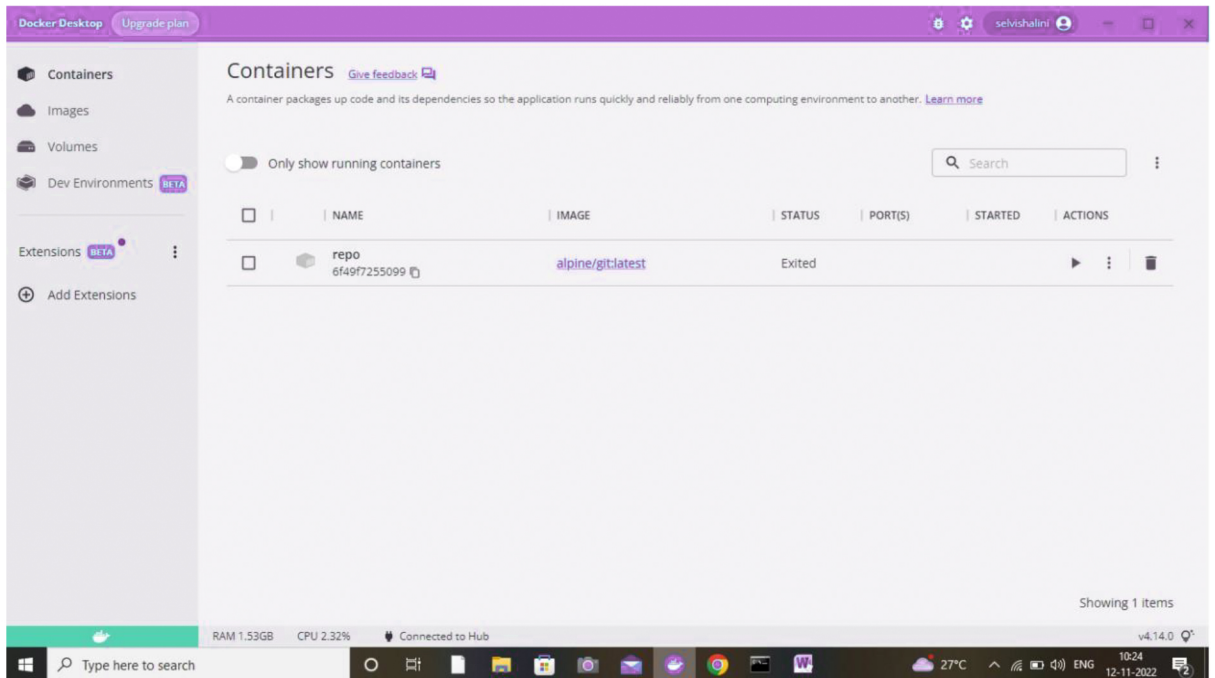 Docker Desktop Upgrade plan selvishalini
Containers
Images
Volumes
Dev Environments BETA
Extensions BETA
Add Extensions
Containers Give feedback
A container packages up code and its dependencies so the application runs quickly and reliably from one computing environment to another. Learn more
Only show running containers Search
NAME IMAGE STATUS PORT(S) STARTED ACTIONS
repo
6f49f7255099 alpine/git:latest Exited
Showing 1 items
RAM 1.53GB CPU 2.32% Connected to Hub v4.14.0
Type here to search W 27°C ENG 10:24
12-11-2022 2